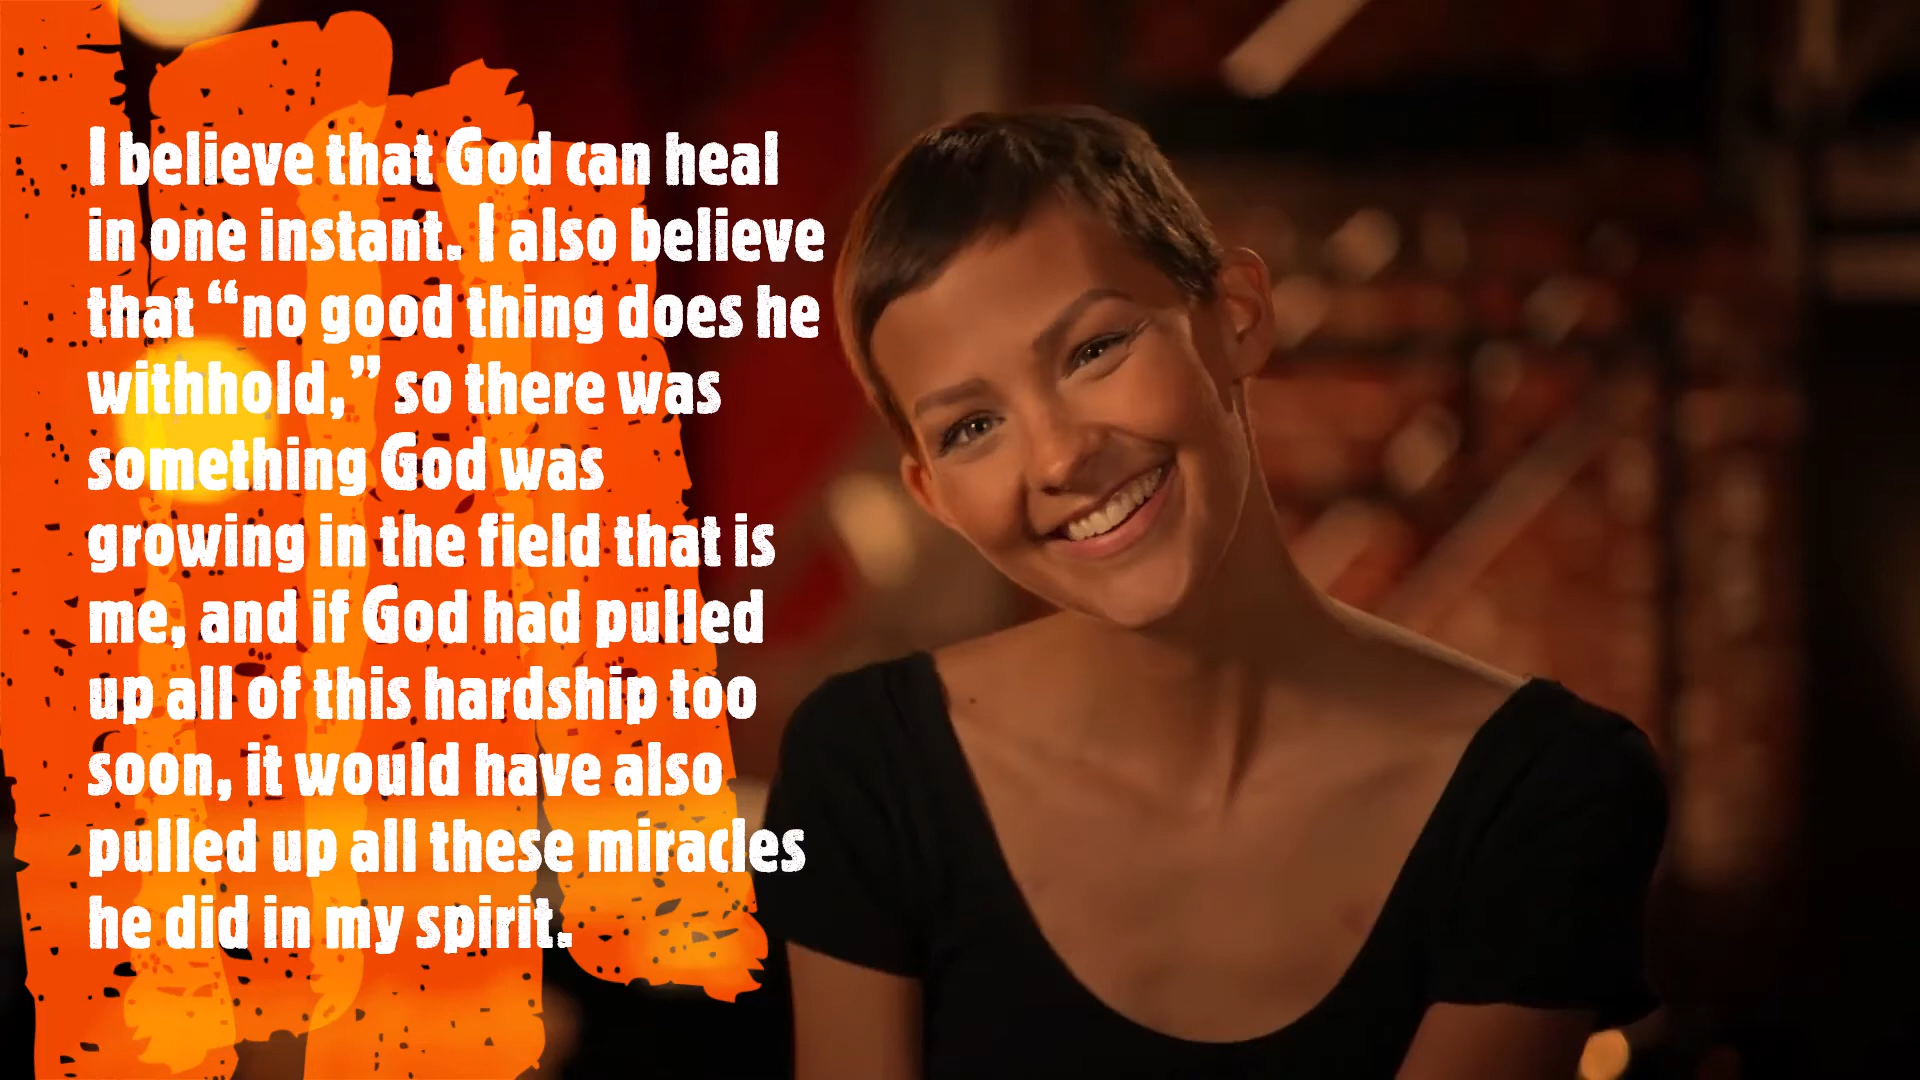 I believe that God can heal
in one instant. I also believe
that “no good thing does he
withhold,” so there was
something God was
growing in the field that is
me, and if God had pulled
up all of this hardship too
soon, it would have also
pulled up all these miracles
he did in my spirit.